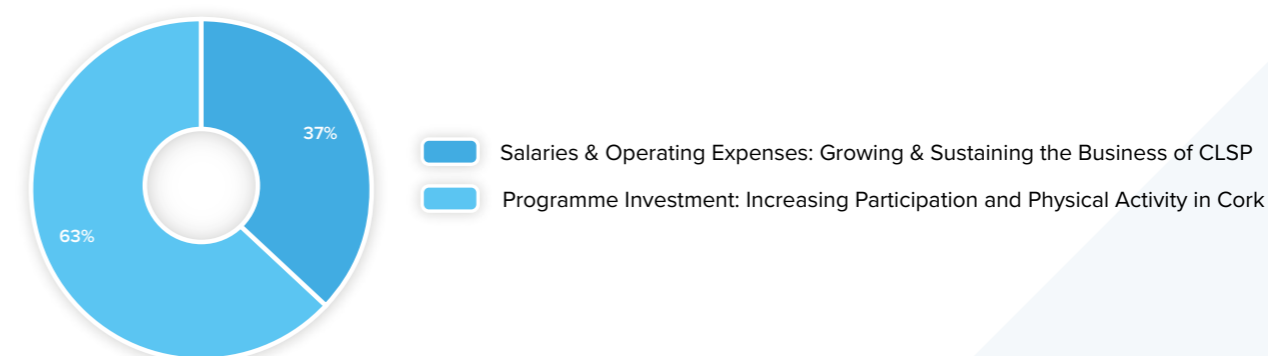 37%
63%
Salaries & Operating Expenses: Growing & Sustaining the Business of CLSP
Programme Investment: Increasing Participation and Physical Activity in Cork